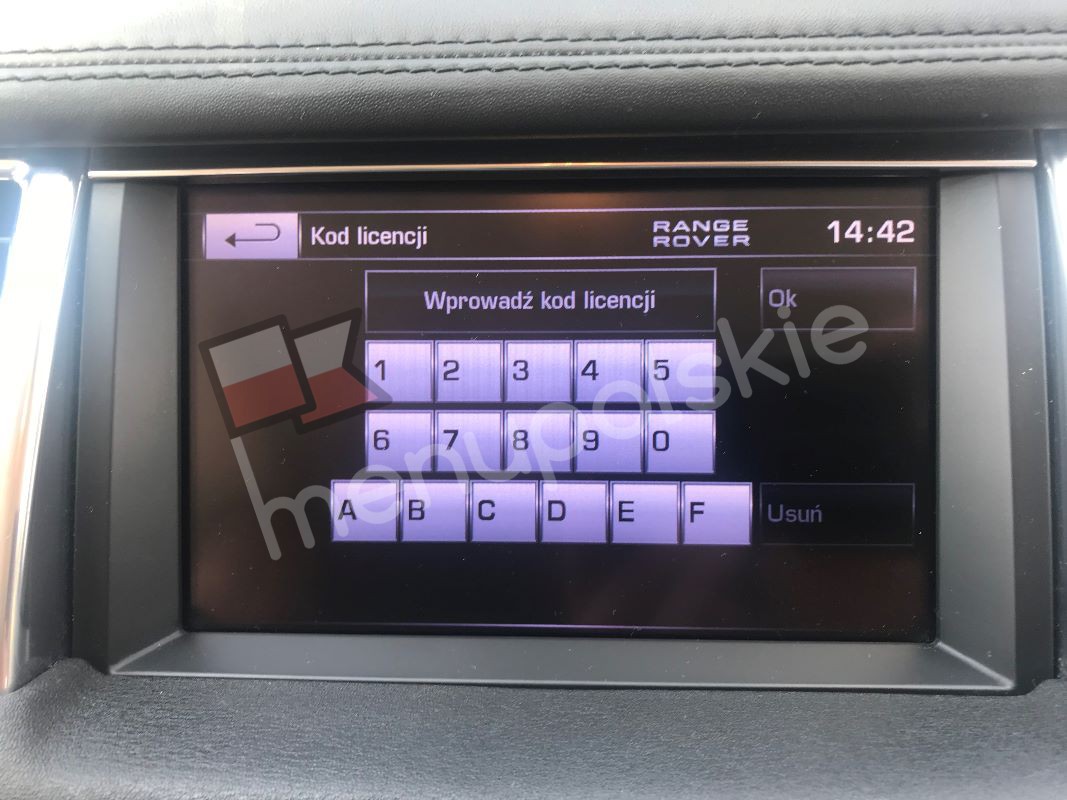 Kod licencji
RANGE
ROVER
14:42
Wprowadź kod licencji
Ok
1 2 3 4 5
6 7 8 9 0
A B C D E F
Usuń
menupolskie